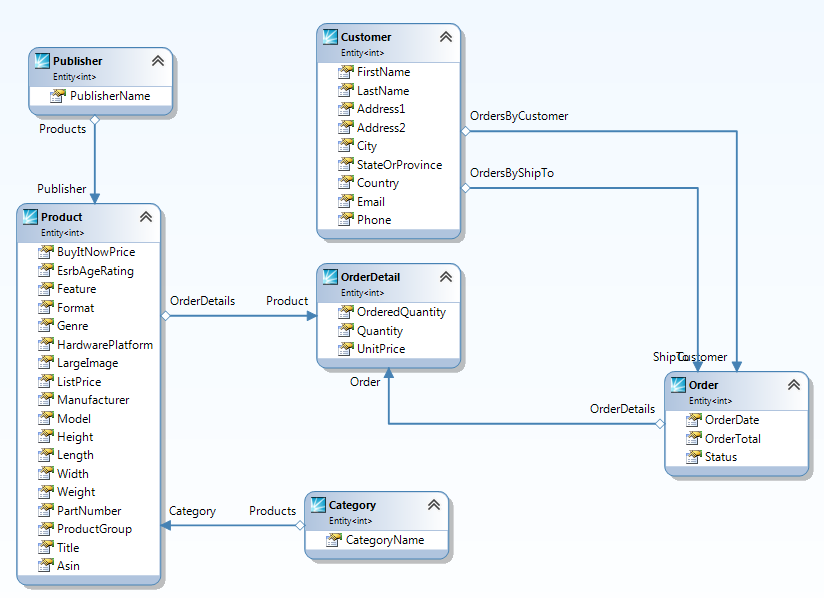 Publisher
Entity<int>
PublisherName
Products
Publisher
Product
Entity<int>
BuyItNowPrice
EsrbAgeRating
Feature
Format
Genre
HardwarePlatform
LargeImage
ListPrice
Manufacturer
Model
Height
Length
Width
Weight
PartNumber
ProductGroup
Title
Asin
Customer
Entity<int>
FirstName
LastName
Address1
Address2
City
StateOrProvince
Country
Email
Phone
OrdersByCustomer
OrdersByShipTo
OrderDetails
Product
OrderDetail
Entity<int>
OrderedQuantity
Quantity
UnitPrice
Order
OrderDetails
ShipTo
Customer
Order
Entity<int>
OrderDate
OrderTotal
Status
Category
Products
Category
Entity<int>
CategoryName